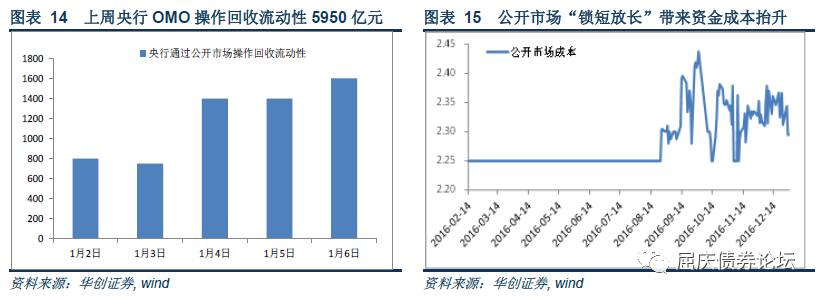 图表 14 上周央行 OMO 操作回收流动性 5950 亿元
央行通过公开市场操作回收流动性
1800
1600
1400
1200
1000
800
600
400
200
0
1月2日 1月3日 1月4日 1月5日 1月6日
资料来源：华创证券, wind
图表 15 公开市场“锁短放长”带来资金成本抬升
公开市场成本
2.45
2.40
2.35
2.30
2.25
2.20
2016-02-14 2016-03-14 2016-04-14 2016-05-14 2016-06-14 2016-07-14 2016-08-14 2016-09-14 2016-10-14 2016-11-14 2016-12-14
资料来源：华创证券, wind
屈庆债券论坛